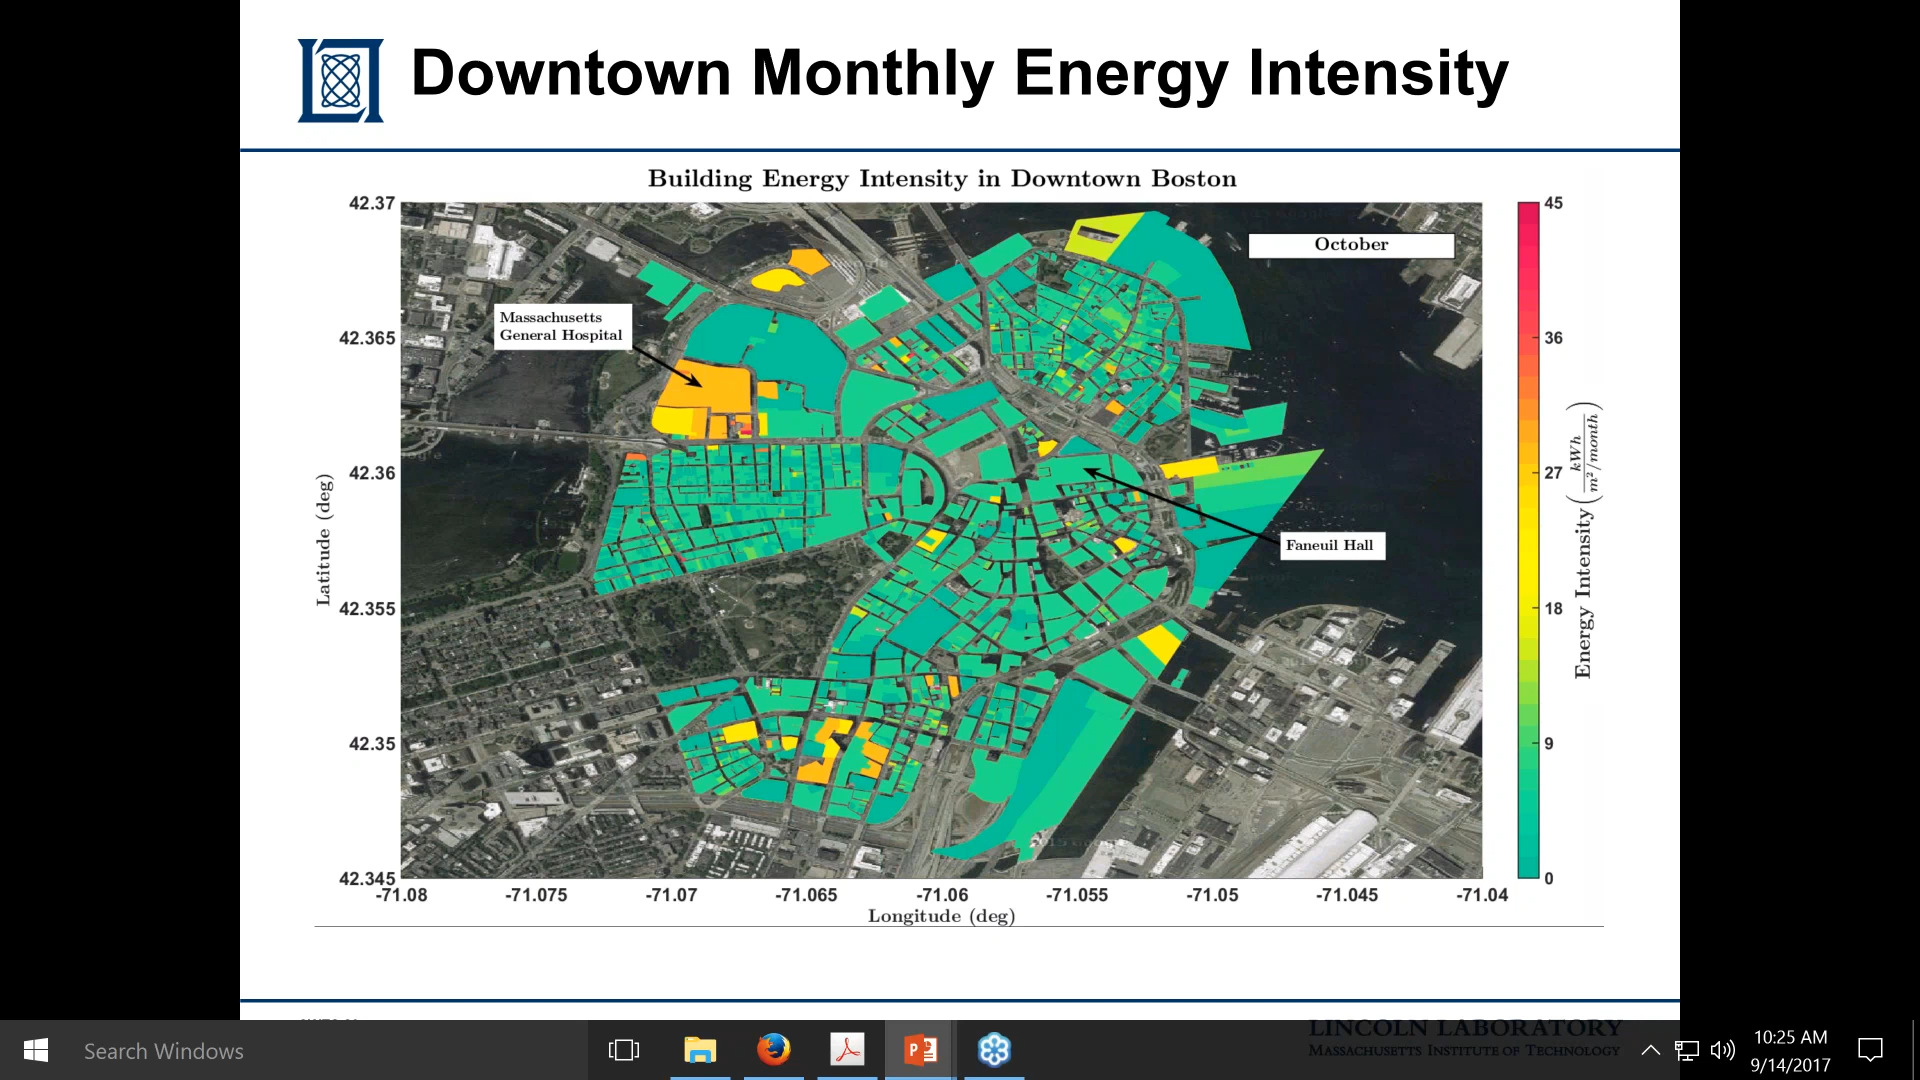 Downtown Monthly Energy Intensity
Building Energy Intensity in Downtown Boston
42.37
42.365
42.36
42.355
42.35
42.345
Latitude (deg)
-71.08
-71.075
-71.07
-71.065
-71.06
-71.055
-71.05
-71.045
-71.04
Longitude (deg)
October
Massachusetts
General Hospital
Faneuil Hall
45
36
27
18
9
0
Energy Intensity (kWh / m²/month)
LINCOLN LABORATORY
MASSACHUSETTS INSTITUTE OF TECHNOLOGY
Search Windows
10:25 AM
9/14/2017